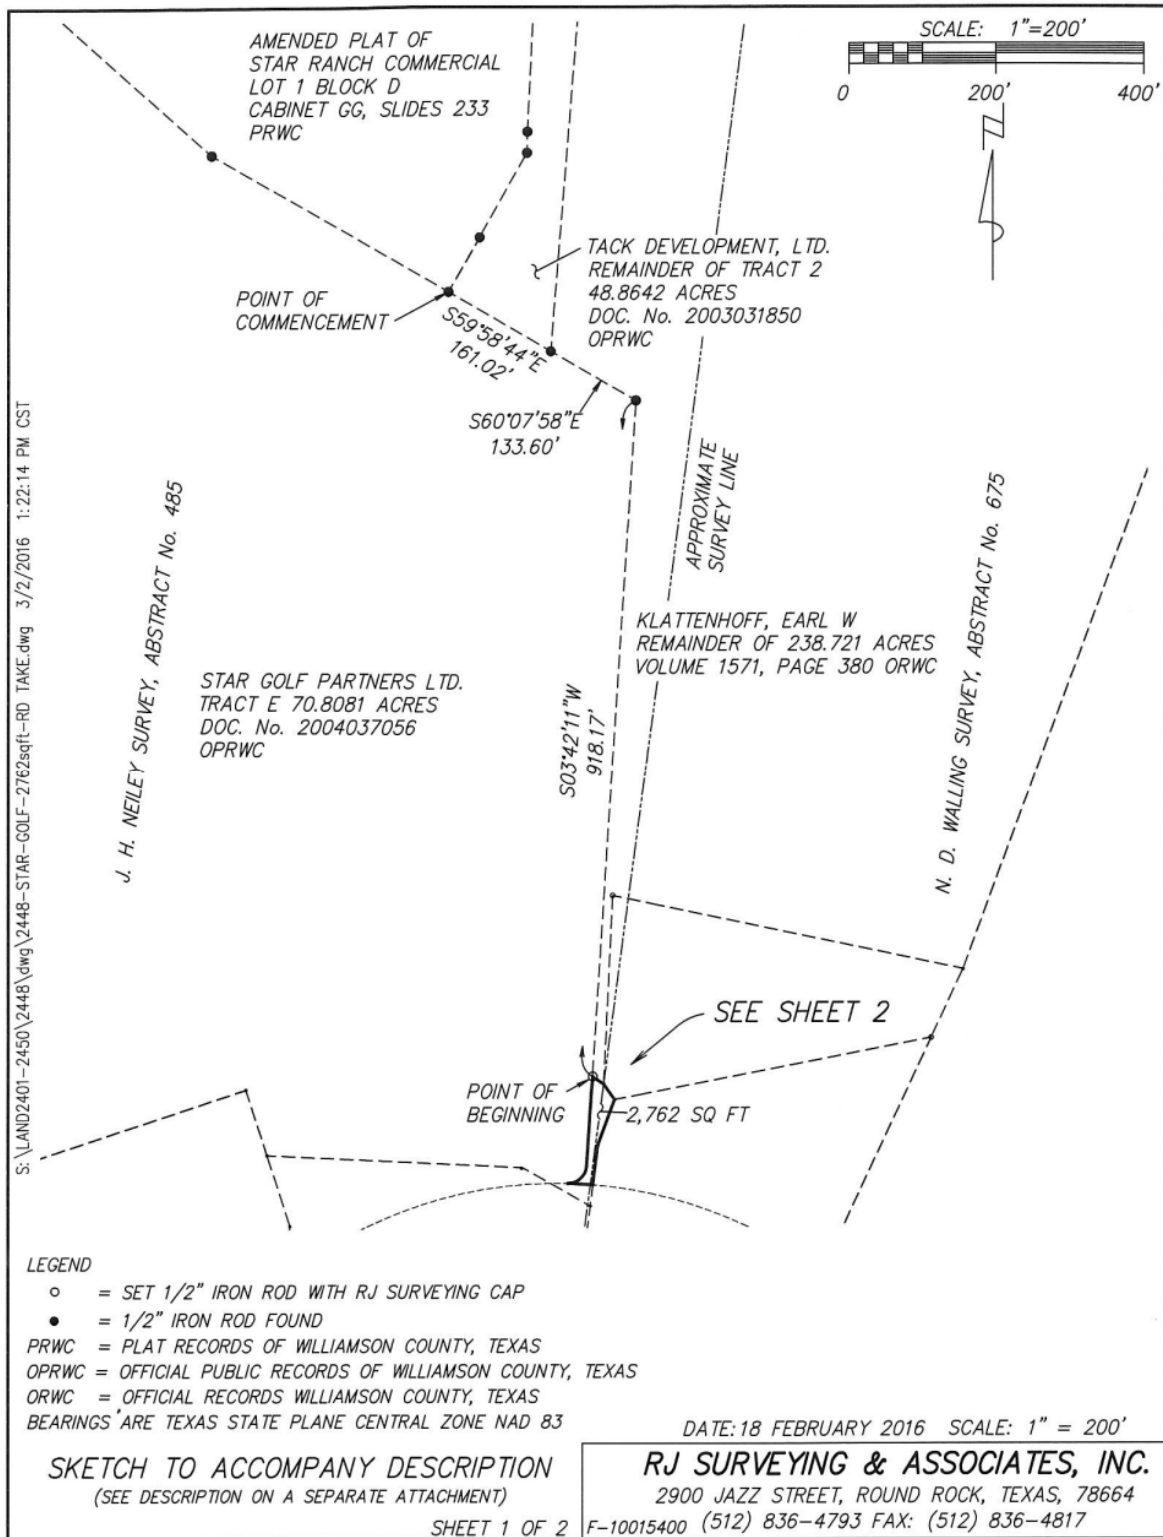 SCALE: 1"=200'
0 200' 400'
AMENDED PLAT OF
STAR RANCH COMMERCIAL
LOT 1 BLOCK D
CABINET GG, SLIDES 233
PRWC
N
TACK DEVELOPMENT, LTD.
REMAINDER OF TRACT 2
48.8642 ACRES
DOC. No. 2003031850
OPRWC
POINT OF
COMMENCEMENT
S59°58'44"E
161.02'
S60°07'58"E
133.60'
APPROXIMATE
SURVEY LINE
J. H. NEILEY SURVEY, ABSTRACT No. 485
N. D. WALLING SURVEY, ABSTRACT No. 675
KLATTENHOFF, EARL W
REMAINDER OF 238.721 ACRES
VOLUME 1571, PAGE 380 ORWC
STAR GOLF PARTNERS LTD.
TRACT E 70.8081 ACRES
DOC. No. 2004037056
OPRWC
S03°42'11"W
918.17'
SEE SHEET 2
POINT OF
BEGINNING
2,762 SQ FT
S:\LAND2401-2450\2448\dwg\2448-STAR-GOLF-2762sqft-RD TAKE.dwg 3/2/2016 1:22:14 PM CST
LEGEND
○ = SET 1/2" IRON ROD WITH RJ SURVEYING CAP
● = 1/2" IRON ROD FOUND
PRWC = PLAT RECORDS OF WILLIAMSON COUNTY, TEXAS
OPRWC = OFFICIAL PUBLIC RECORDS OF WILLIAMSON COUNTY, TEXAS
ORWC = OFFICIAL RECORDS WILLIAMSON COUNTY, TEXAS
BEARINGS ARE TEXAS STATE PLANE CENTRAL ZONE NAD 83
DATE: 18 FEBRUARY 2016 SCALE: 1" = 200'
SKETCH TO ACCOMPANY DESCRIPTION
(SEE DESCRIPTION ON A SEPARATE ATTACHMENT)
SHEET 1 OF 2
RJ SURVEYING & ASSOCIATES, INC.
2900 JAZZ STREET, ROUND ROCK, TEXAS, 78664
F-10015400 (512) 836-4793 FAX: (512) 836-4817